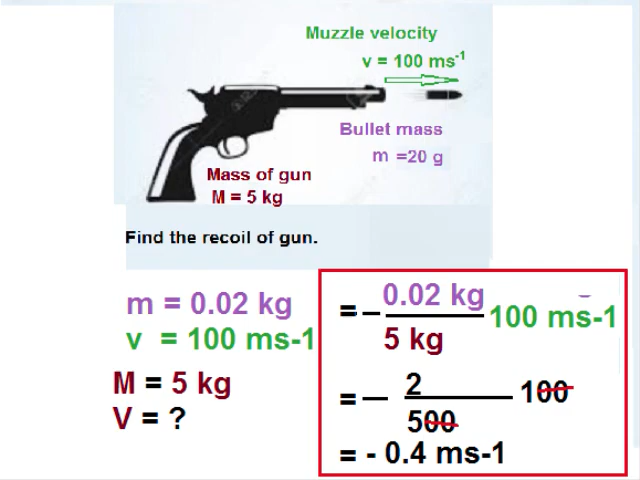 Muzzle velocity
v = 100 ms⁻¹
Bullet mass
m =20 g
Mass of gun
M = 5 kg
Find the recoil of gun.
m = 0.02 kg
v = 100 ms-1
M = 5 kg
V = ?
= – 0.02 kg / 5 kg 100 ms-1
= — 2 / 500 100
= - 0.4 ms-1